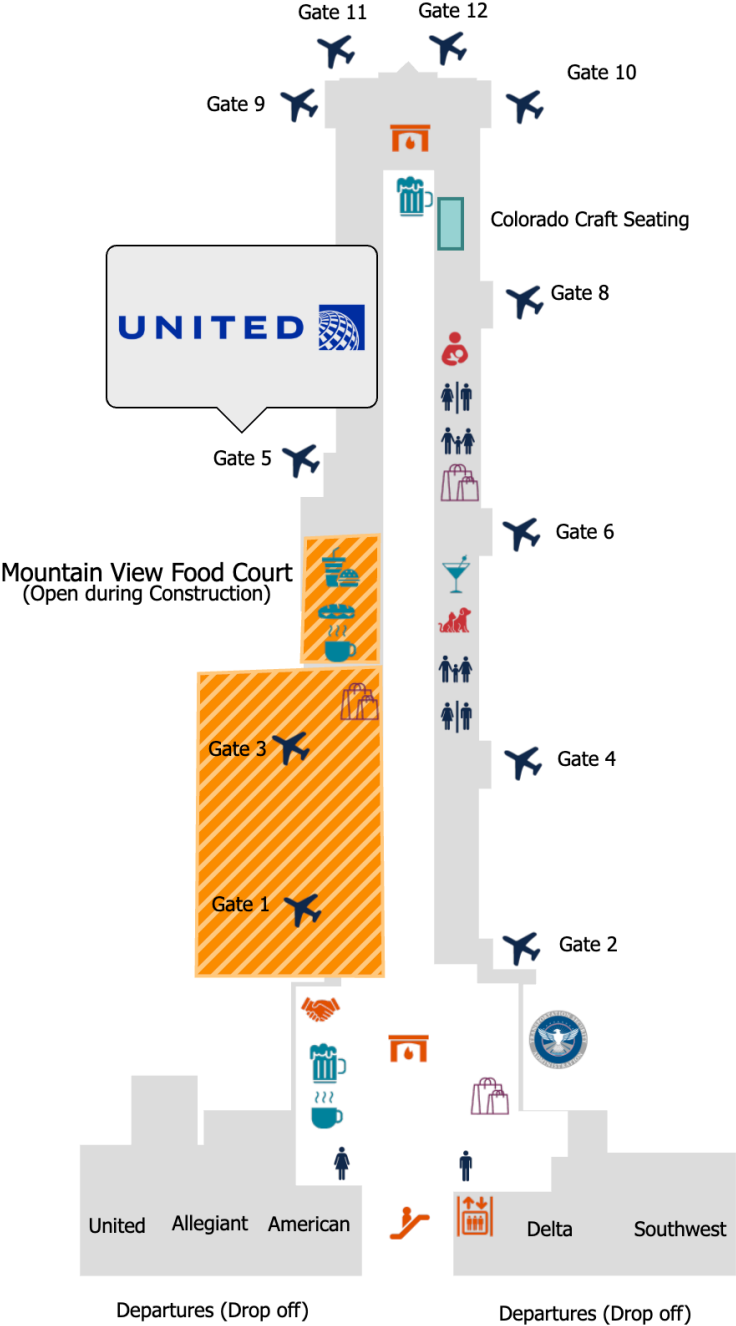 Gate 11
Gate 12
Gate 9
Gate 10
Colorado Craft Seating
Gate 8
UNITED
Gate 5
Gate 6
Mountain View Food Court
(Open during Construction)
Gate 3
Gate 4
Gate 1
Gate 2
United
Allegiant
American
Delta
Southwest
Departures (Drop off)
Departures (Drop off)